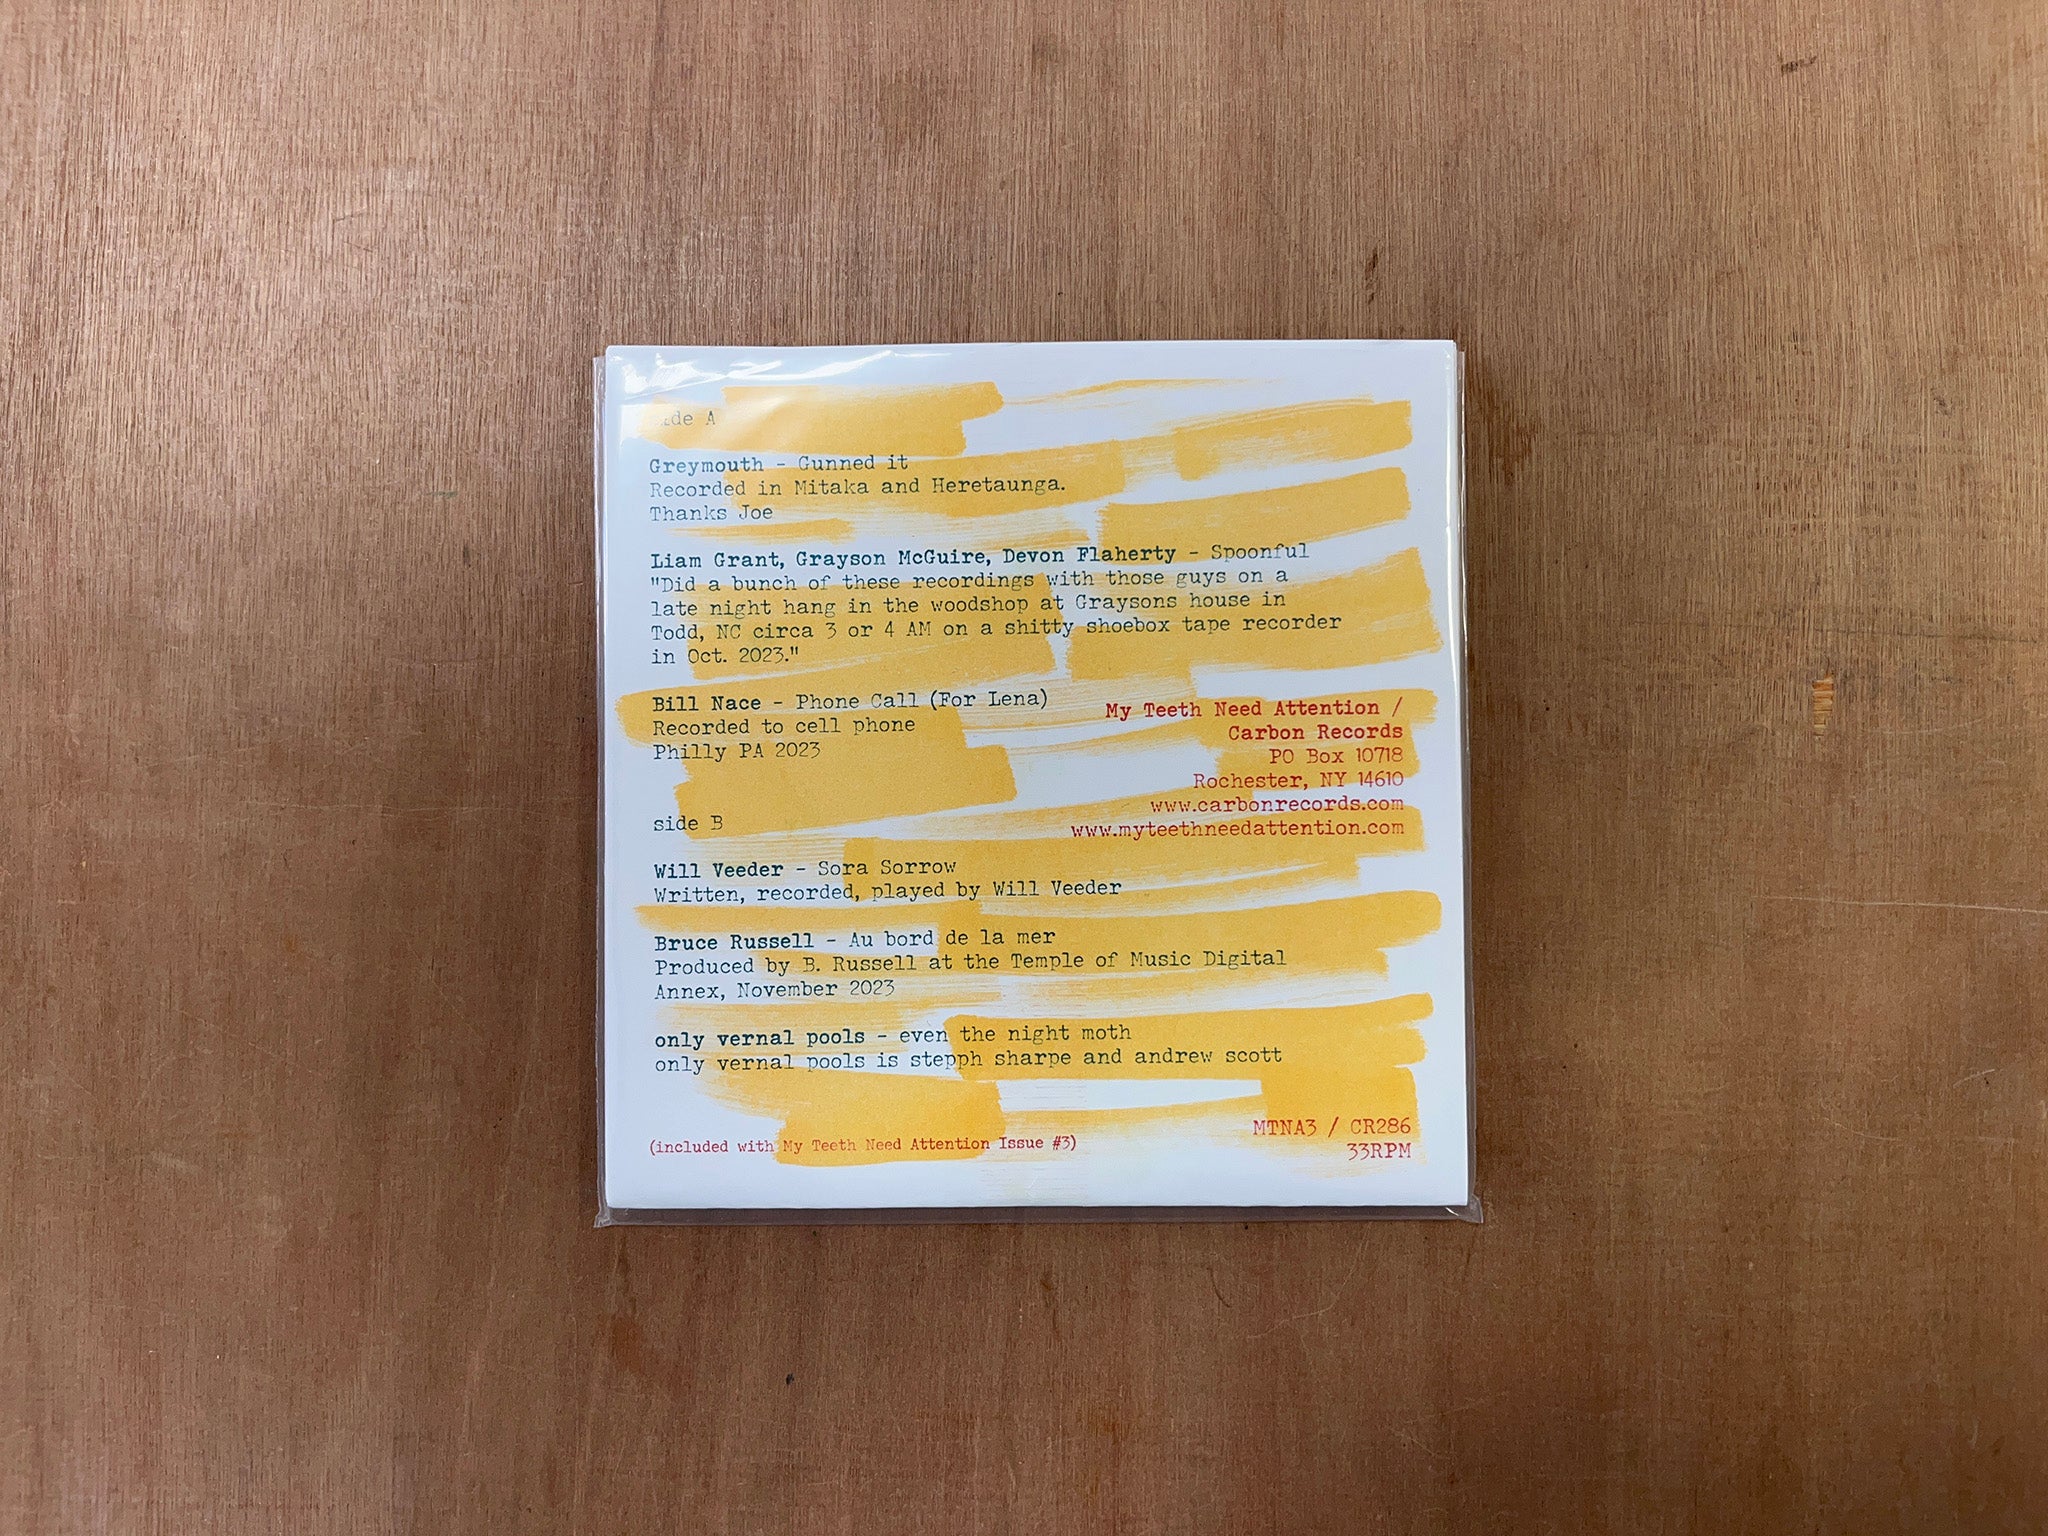 side A
Greymouth - Gunned it
Recorded in Mitaka and Heretaunga.
Thanks Joe
Liam Grant, Grayson McGuire, Devon Flaherty - Spoonful
"Did a bunch of these recordings with those guys on a
late night hang in the woodshop at Graysons house in
Todd, NC circa 3 or 4 AM on a shitty shoebox tape recorder
in Oct. 2023."
Bill Nace - Phone Call (For Lena)
Recorded to cell phone
Philly PA 2023
My Teeth Need Attention /
Carbon Records
PO Box 10718
Rochester, NY 14610
www.carbonrecords.com
www.myteethneedattention.com
side B
Will Veeder - Sora Sorrow
Written, recorded, played by Will Veeder
Bruce Russell - Au bord de la mer
Produced by B. Russell at the Temple of Music Digital
Annex, November 2023
only vernal pools - even the night moth
only vernal pools is stepph sharpe and andrew scott
(included with My Teeth Need Attention Issue #3)
MTNA3 / CR286
33RPM